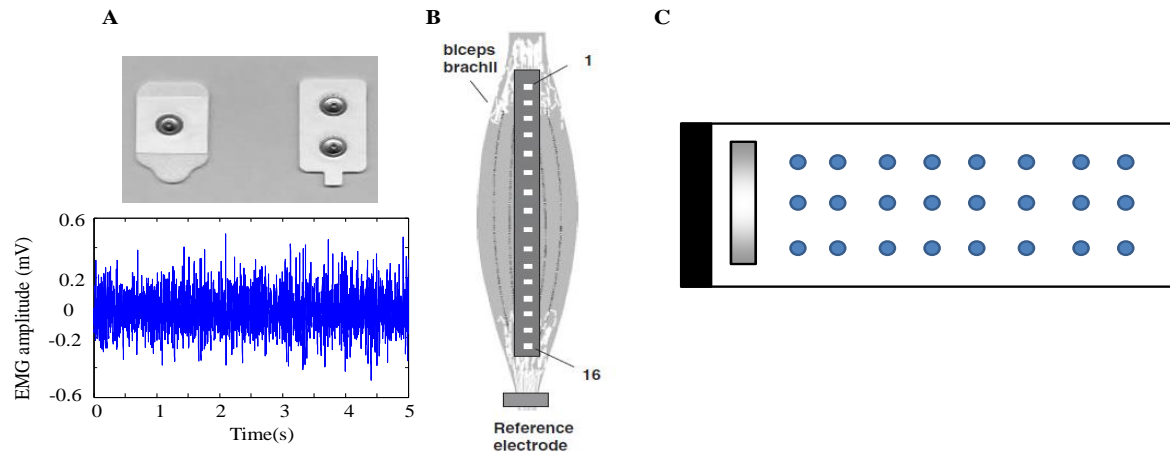 A
B
C
biceps
brachii
1
16
Reference
electrode
EMG amplitude (mV)
0.6
0.2
0
-0.2
-0.6
0 1 2 3 4 5
Time(s)